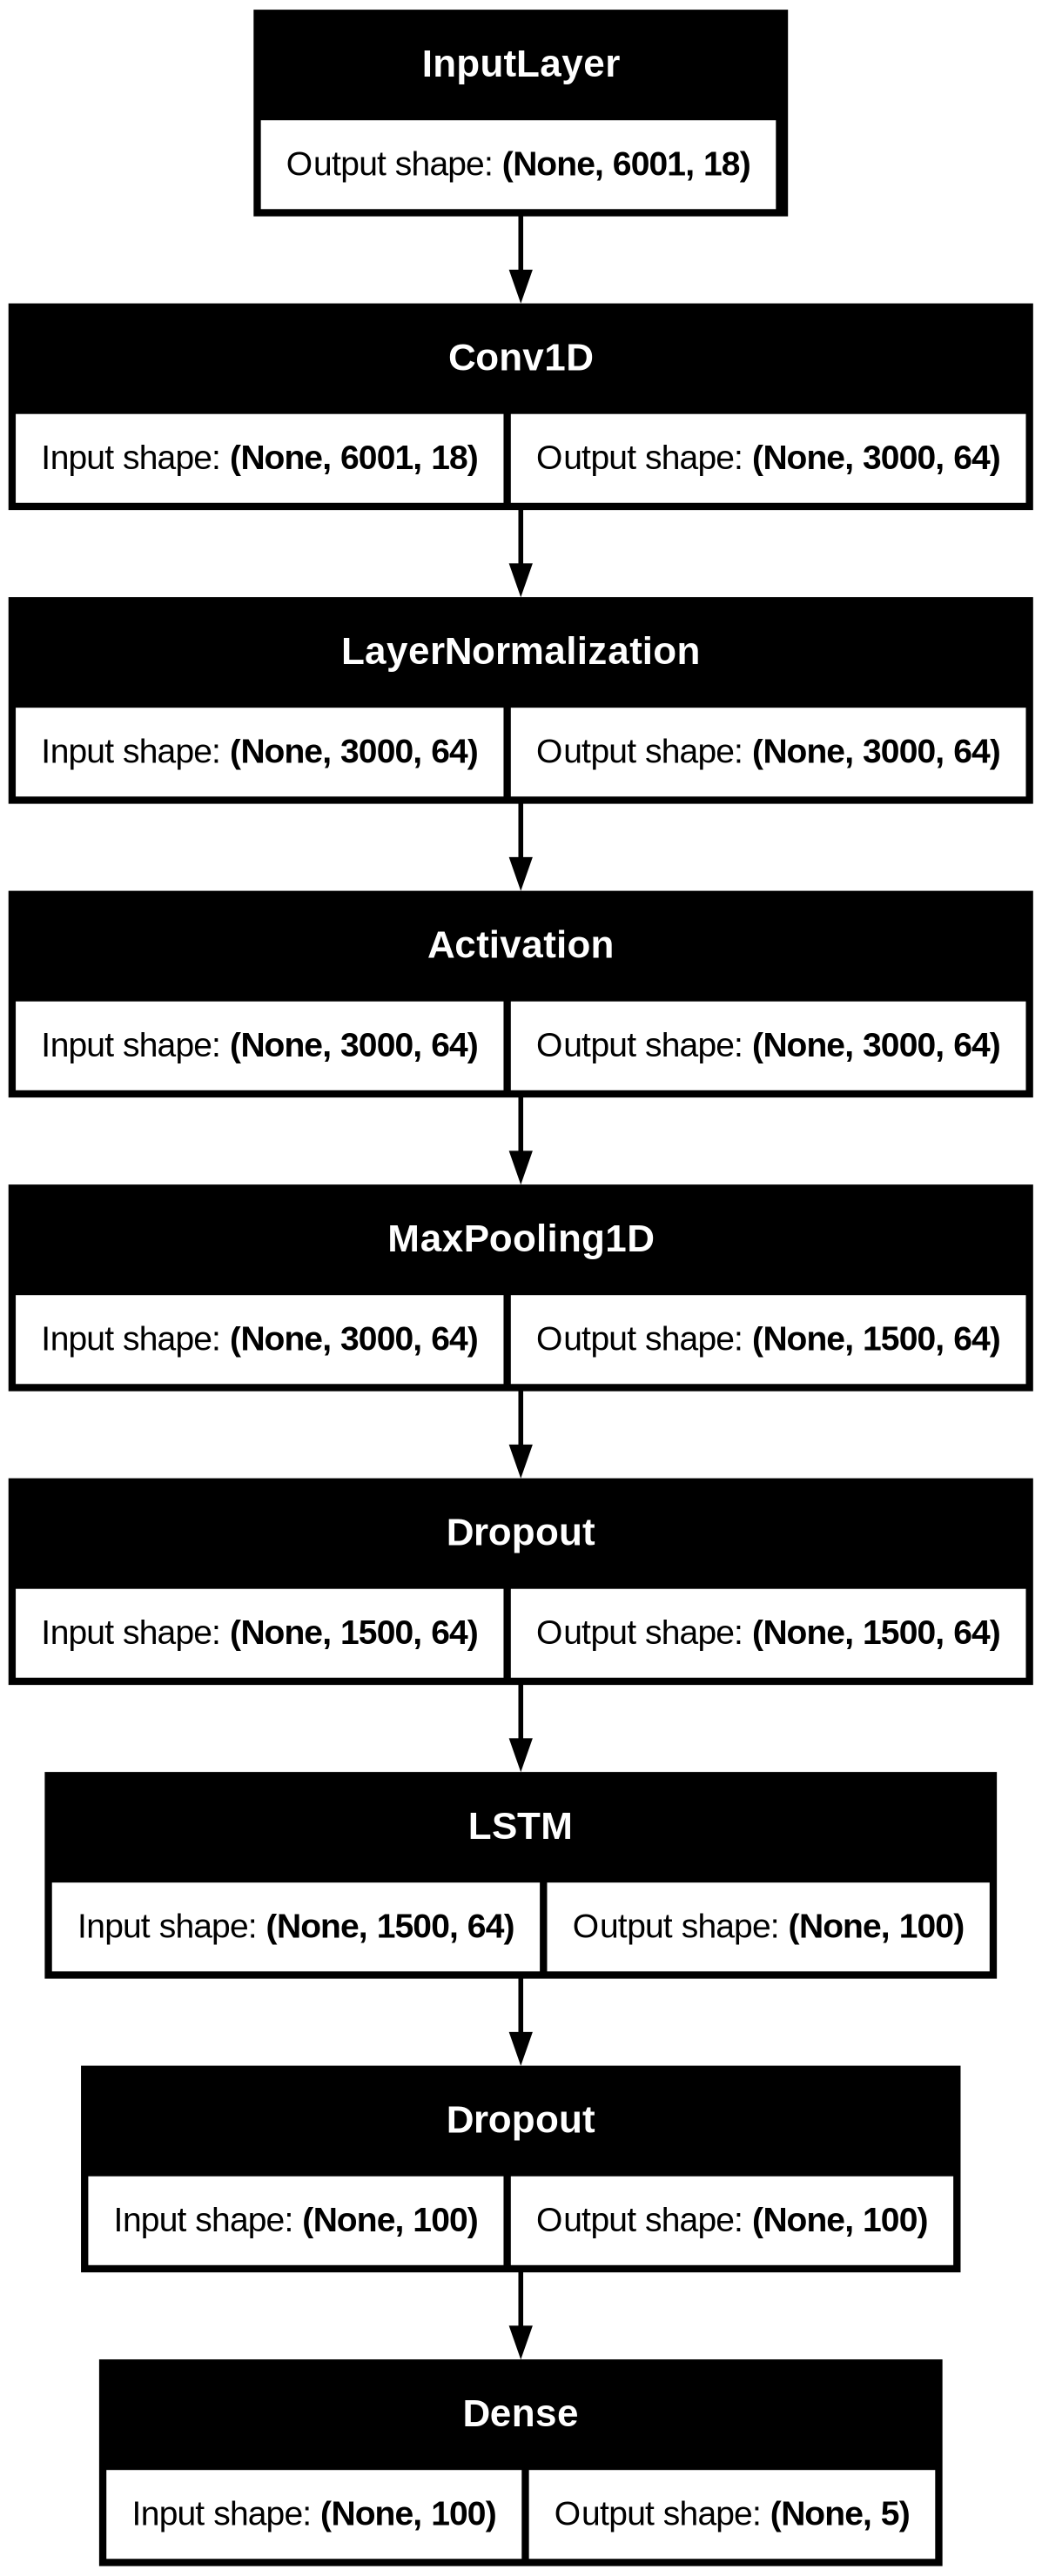 InputLayer
Output shape: (None, 6001, 18)
Conv1D
Input shape: (None, 6001, 18) Output shape: (None, 3000, 64)
LayerNormalization
Input shape: (None, 3000, 64) Output shape: (None, 3000, 64)
Activation
Input shape: (None, 3000, 64) Output shape: (None, 3000, 64)
MaxPooling1D
Input shape: (None, 3000, 64) Output shape: (None, 1500, 64)
Dropout
Input shape: (None, 1500, 64) Output shape: (None, 1500, 64)
LSTM
Input shape: (None, 1500, 64) Output shape: (None, 100)
Dropout
Input shape: (None, 100) Output shape: (None, 100)
Dense
Input shape: (None, 100) Output shape: (None, 5)